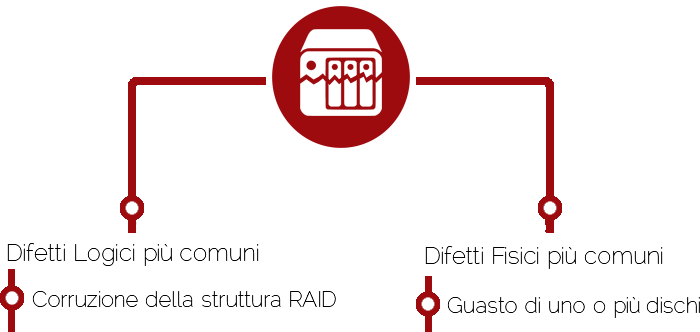 Difetti Logici più comuni
Corruzione della struttura RAID
Difetti Fisici più comuni
Guasto di uno o più dischi